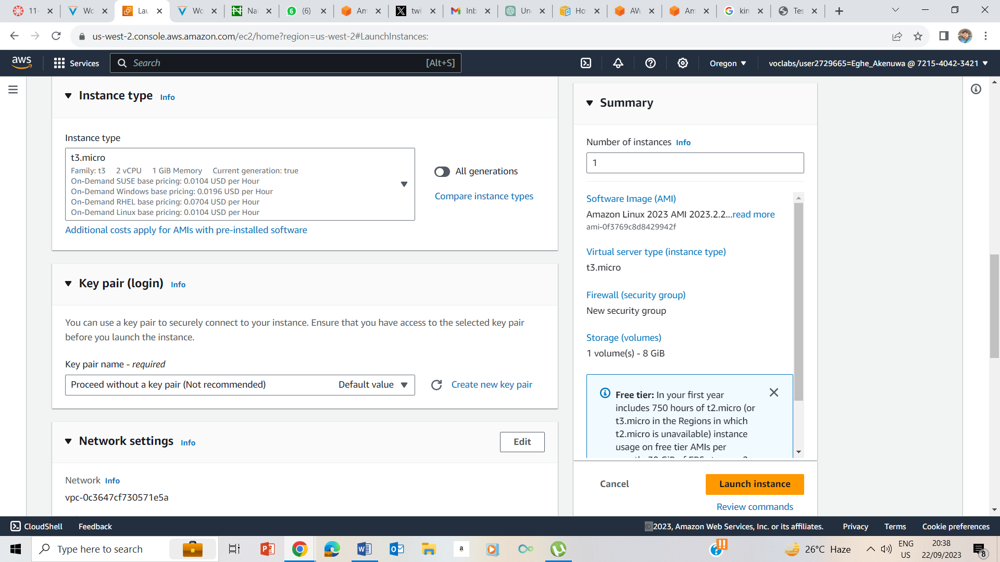 11-
Wo
Lau
Wo
Nai
(6)
Am
twi
Inb
Un
Ho
AW
Am
kin
Tes
us-west-2.console.aws.amazon.com/ec2/home?region=us-west-2#LaunchInstances:
aws
Services
Search
[Alt+S]
Oregon
voclabs/user2729665=Eghe_Akenuwa @ 7215-4042-3421
Instance type Info
Instance type
t3.micro
Family: t3 2 vCPU 1 GiB Memory Current generation: true
On-Demand SUSE base pricing: 0.0104 USD per Hour
On-Demand Windows base pricing: 0.0196 USD per Hour
On-Demand RHEL base pricing: 0.0704 USD per Hour
On-Demand Linux base pricing: 0.0104 USD per Hour
All generations
Compare instance types
Additional costs apply for AMIs with pre-installed software
Key pair (login) Info
You can use a key pair to securely connect to your instance. Ensure that you have access to the selected key pair
before you launch the instance.
Key pair name - required
Proceed without a key pair (Not recommended) Default value
Create new key pair
Network settings Info
Edit
Network Info
vpc-0c3647cf730571e5a
Summary
Number of instances Info
1
Software Image (AMI)
Amazon Linux 2023 AMI 2023.2.2...read more
ami-0f3769c8d8429942f
Virtual server type (instance type)
t3.micro
Firewall (security group)
New security group
Storage (volumes)
1 volume(s) - 8 GiB
Free tier: In your first year
includes 750 hours of t2.micro (or
t3.micro in the Regions in which
t2.micro is unavailable) instance
usage on free tier AMIs per
Cancel
Launch instance
Review commands
CloudShell
Feedback
©2023, Amazon Web Services, Inc. or its affiliates.
Privacy
Terms
Cookie preferences
Type here to search
a
26°C Haze
ENG
US
20:38
22/09/2023
8